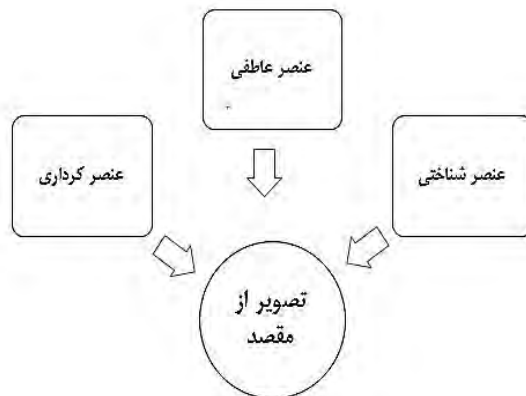 عنصر عاطفی
عنصر شناختی
عنصر کرداری
تصویر از
مقصد